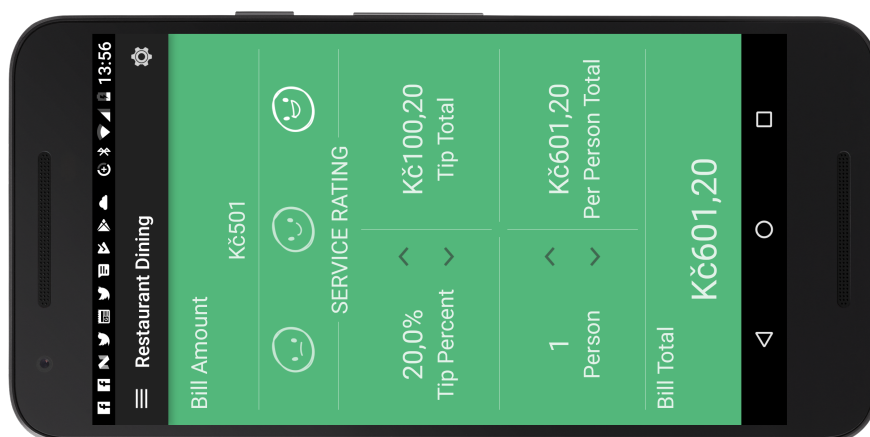 13:56
Restaurant Dining
Bill Amount
Kč501
SERVICE RATING
20,0%
Tip Percent
Kč100,20
Tip Total
1
Person
Kč601,20
Per Person Total
Bill Total
Kč601,20